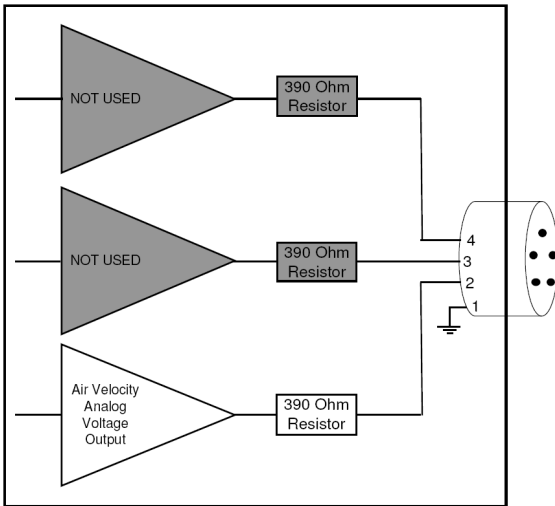 NOT USED
390 Ohm
Resistor
NOT USED
390 Ohm
Resistor
4
3
2
1
Air Velocity
Analog
Voltage
Output
390 Ohm
Resistor